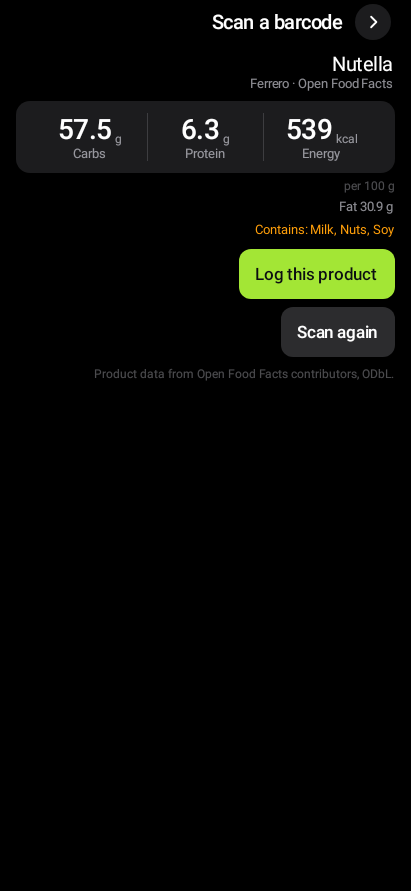 Scan a barcode
Nutella
Ferrero · Open Food Facts
57.5 g
Carbs
6.3 g
Protein
539 kcal
Energy
per 100 g
Fat 30.9 g
Contains: Milk, Nuts, Soy
Log this product
Scan again
Product data from Open Food Facts contributors, ODbL.